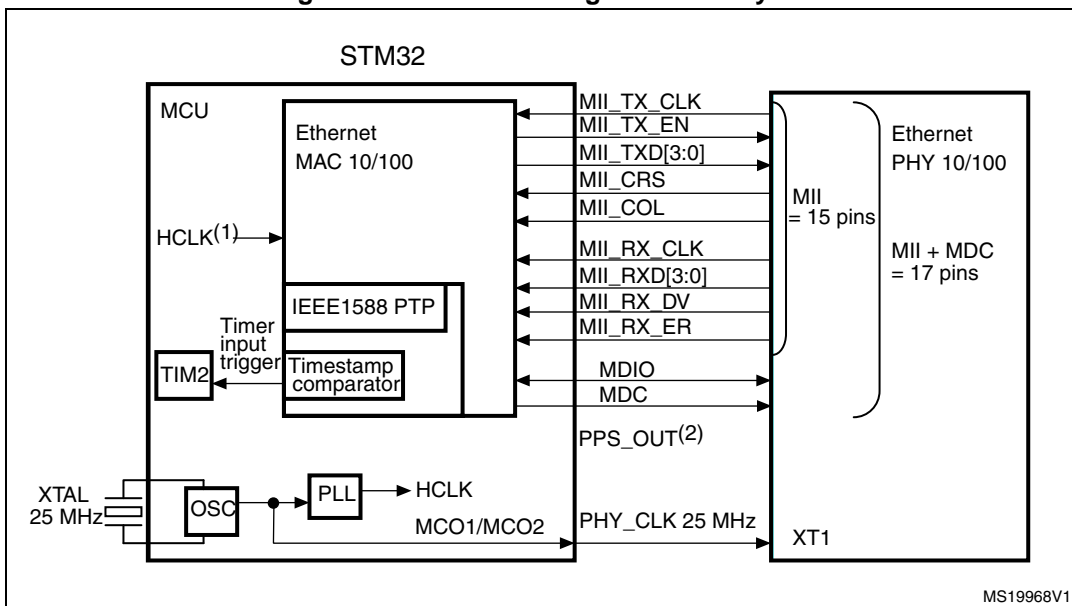 STM32
MCU
Ethernet
MAC 10/100
HCLK(1)
IEEE1588 PTP
Timer
input
trigger
Timestamp
comparator
TIM2
XTAL
25 MHz
OSC
PLL
HCLK
MCO1/MCO2
MII_TX_CLK
MII_TX_EN
MII_TXD[3:0]
MII_CRS
MII_COL
MII_RX_CLK
MII_RXD[3:0]
MII_RX_DV
MII_RX_ER
MDIO
MDC
PPS_OUT(2)
PHY_CLK 25 MHz
MII
= 15 pins
Ethernet
PHY 10/100
MII + MDC
= 17 pins
XT1
MS19968V1